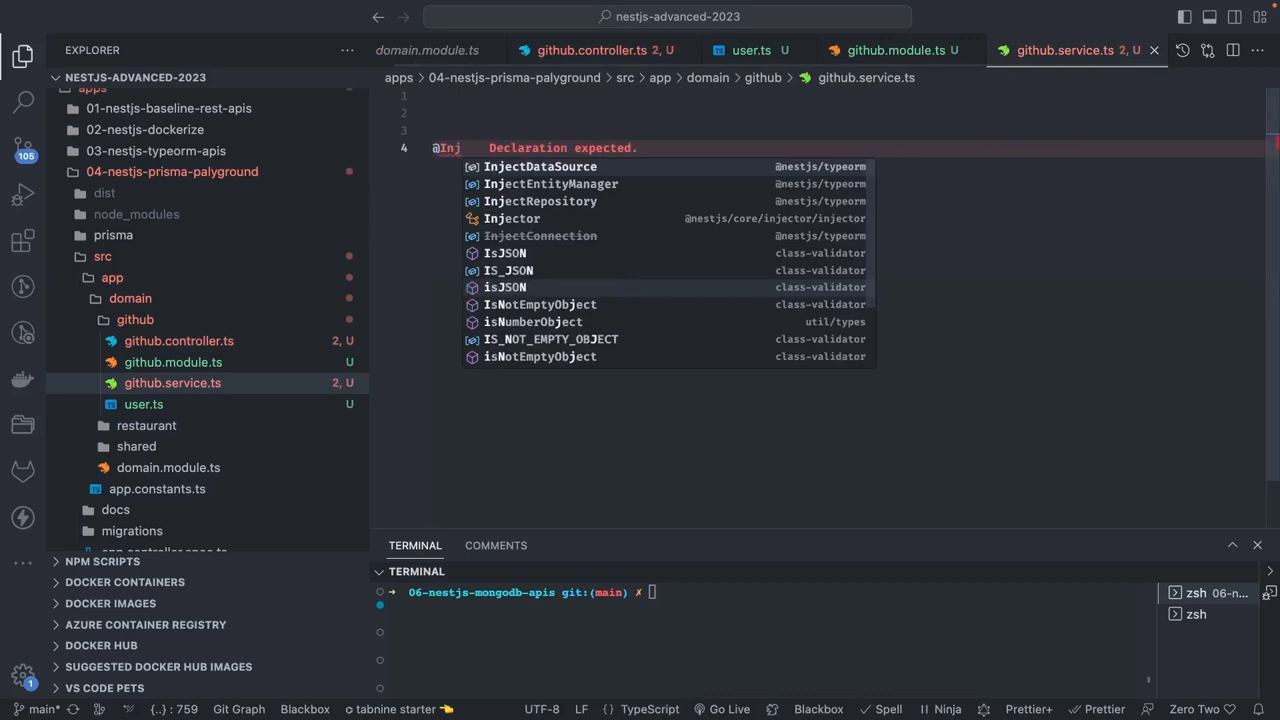 nestjs-advanced-2023
EXPLORER
domain.module.ts
github.controller.ts 2, U
user.ts U
github.module.ts U
github.service.ts 2, U
NESTJS-ADVANCED-2023
apps > 04-nestjs-prisma-palyground > src > app > domain > github > github.service.ts
apps
01-nestjs-baseline-rest-apis
02-nestjs-dockerize
03-nestjs-typeorm-apis
04-nestjs-prisma-palyground
dist
node_modules
prisma
src
app
domain
github
github.controller.ts 2, U
github.module.ts U
github.service.ts 2, U
user.ts U
restaurant
shared
domain.module.ts
app.constants.ts
docs
migrations
app.controller.spec.ts
NPM SCRIPTS
DOCKER CONTAINERS
DOCKER IMAGES
AZURE CONTAINER REGISTRY
DOCKER HUB
SUGGESTED DOCKER HUB IMAGES
VS CODE PETS
105
1
1
2
3
4 @Inj Declaration expected.
InjectDataSource @nestjs/typeorm
InjectEntityManager @nestjs/typeorm
InjectRepository @nestjs/typeorm
Injector @nestjs/core/injector/injector
InjectConnection @nestjs/typeorm
IsJSON class-validator
IS_JSON class-validator
isJSON class-validator
IsNotEmptyObject class-validator
isNumberObject util/types
IS_NOT_EMPTY_OBJECT class-validator
isNotEmptyObject class-validator
TERMINAL COMMENTS
TERMINAL
06-nestjs-mongodb-apis git:(main) ✗
zsh 06-n...
zsh
main* {..} : 759 Git Graph Blackbox tabnine starter 👈 UTF-8 LF {} TypeScript Go Live Blackbox Spell Ninja Prettier+ Prettier Zero Two